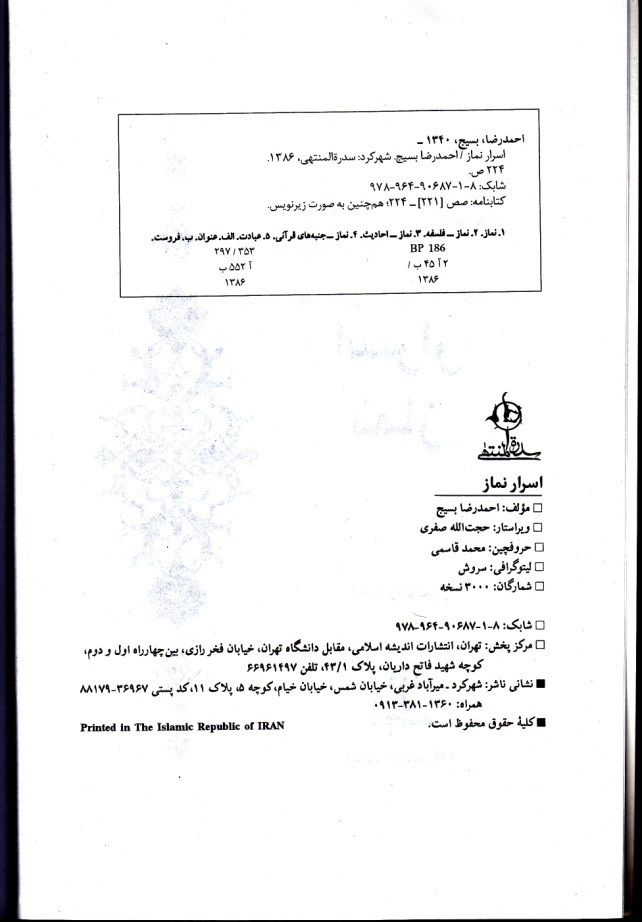 احمدرضا، بسیج، ۱۳۴۰ ـ
اسرار نماز / احمدرضا بسیج. شهرکرد: سدرةالمنتهی، ۱۳۸۶.
۲۲۴ ص.
شابک: ۸-۱-۹۰۶۸۷-۹۶۴-۹۷۸
کتابنامه: صص [۲۲۱] ـ ۲۲۴؛ هم‌چنین به صورت زیرنویس.
۱. نماز. ۲. نماز ـ فلسفه. ۳. نماز ـ احادیث. ۴. نماز ـ جنبه‌های قرآنی. ۵. عبادت. الف. عنوان. ب. فروست.
BP 186 ۲۹۷/۳۵۳
۲ آ ۴۵ ب / آ ۵۵۲ ب
۱۳۸۶ ۱۳۸۶
سدرةالمنتهی
اسرار نماز
□ مؤلف: احمدرضا بسیج
□ ویراستار: حجت‌الله صفری
□ حروفچین: محمد قاسمی
□ لیتوگرافی: سروش
□ شمارگان: ۳۰۰۰ نسخه
□ شابک: ۸-۱-۹۰۶۸۷-۹۶۴-۹۷۸
□ مرکز پخش: تهران، انتشارات اندیشه اسلامی، مقابل دانشگاه تهران، خیابان فخر رازی، بین چهارراه اول و دوم،
کوچه شهید فاتح داریان، پلاک ۴۳/۱، تلفن ۶۶۹۶۱۴۹۷
■ نشانی ناشر: شهرکرد ـ میرآباد غربی، خیابان شمس، خیابان خیام، کوچه ۵، پلاک ۱۱، کد پستی ۳۶۹۶۷-۸۸۱۷۹
همراه: ۱۳۶۰-۳۸۱-۰۹۱۳
■ کلیۀ حقوق محفوظ است. Printed in The Islamic Republic of IRAN